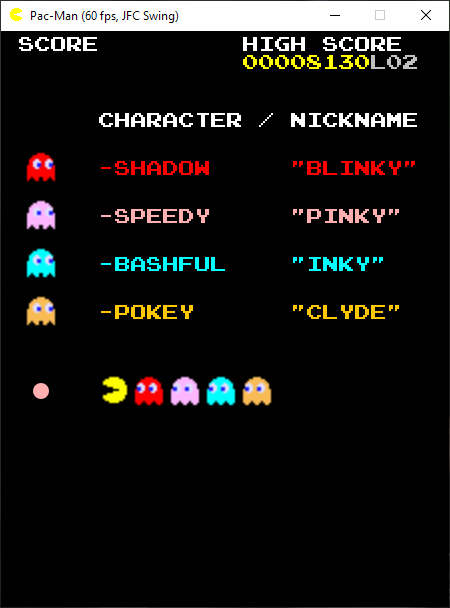 Pac-Man (60 fps, JFC Swing)
SCORE HIGH SCORE
00008130L02
CHARACTER / NICKNAME
-SHADOW "BLINKY"
-SPEEDY "PINKY"
-BASHFUL "INKY"
-POKEY "CLYDE"